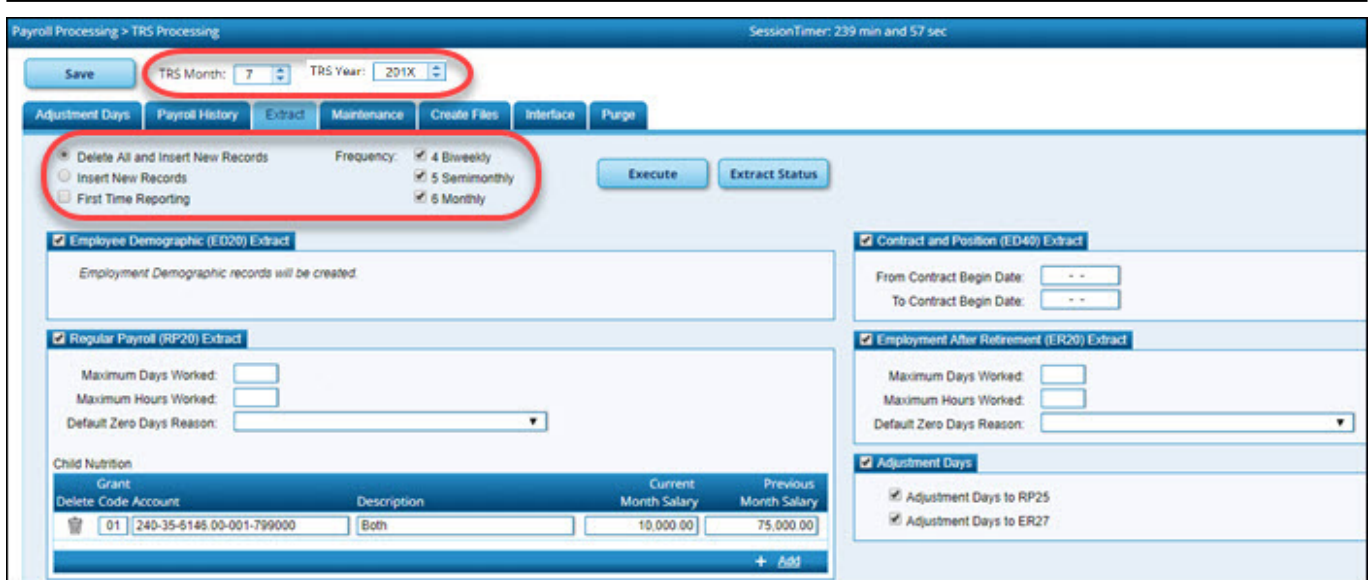 Payroll Processing > TRS Processing SessionTimer: 239 min and 57 sec
Save TRS Month: 7 TRS Year: 201X
Adjustment Days Payroll History Extract Maintenance Create Files Interface Purge
Delete All and Insert New Records Frequency: 4 Biweekly
Insert New Records 5 Semimonthly Execute Extract Status
First Time Reporting 6 Monthly
Employee Demographic (ED20) Extract
Employment Demographic records will be created.
Contract and Position (ED40) Extract
From Contract Begin Date: - -
To Contract Begin Date: - -
Regular Payroll (RP20) Extract
Maximum Days Worked:
Maximum Hours Worked:
Default Zero Days Reason:
Employment After Retirement (ER20) Extract
Maximum Days Worked:
Maximum Hours Worked:
Default Zero Days Reason:
Child Nutrition
Grant Current Previous
Delete Code Account Description Month Salary Month Salary
01 240-35-6146.00-001-799000 Both 10,000.00 75,000.00
+ Add
Adjustment Days
Adjustment Days to RP25
Adjustment Days to ER27